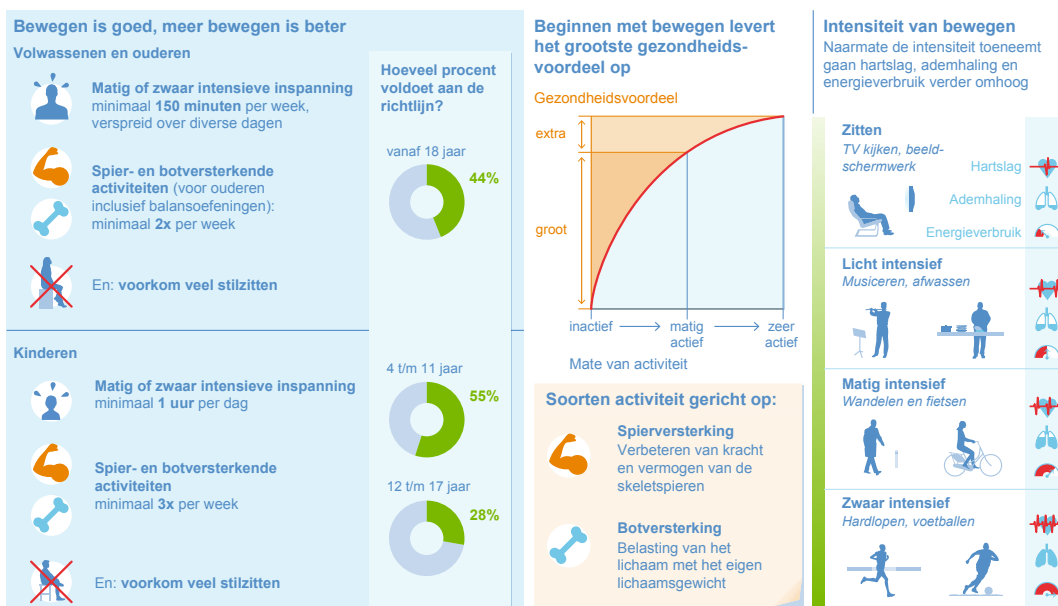 Bewegen is goed, meer bewegen is beter
Volwassenen en ouderen
Matig of zwaar intensieve inspanning
minimaal 150 minuten per week,
verspreid over diverse dagen
Spier- en botversterkende
activiteiten (voor ouderen
inclusief balansoefeningen):
minimaal 2x per week
En: voorkom veel stilzitten
Hoeveel procent
voldoet aan de
richtlijn?
vanaf 18 jaar
44%
Kinderen
Matig of zwaar intensieve inspanning
minimaal 1 uur per dag
Spier- en botversterkende
activiteiten
minimaal 3x per week
En: voorkom veel stilzitten
4 t/m 11 jaar
55%
12 t/m 17 jaar
28%
Beginnen met bewegen levert
het grootste gezondheids-
voordeel op
Gezondheidsvoordeel
extra
groot
inactief
matig
actief
zeer
actief
Mate van activiteit
Soorten activiteit gericht op:
Spierversterking
Verbeteren van kracht
en vermogen van de
skeletspieren
Botversterking
Belasting van het
lichaam met het eigen
lichaamsgewicht
Intensiteit van bewegen
Naarmate de intensiteit toeneemt
gaan hartslag, ademhaling en
energieverbruik verder omhoog
Zitten
TV kijken, beeld-
schermwerk
Hartslag
Ademhaling
Energieverbruik
Licht intensief
Musiceren, afwassen
Matig intensief
Wandelen en fietsen
Zwaar intensief
Hardlopen, voetballen